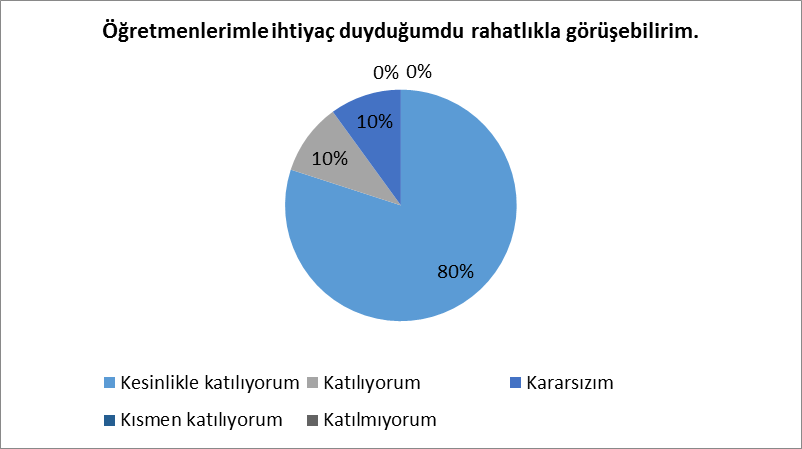 Öğretmenlerimle ihtiyaç duyduğumdu rahatlıkla görüşebilirim.
0% 0%
10%
10%
80%
Kesinlikle katılıyorum Katılıyorum Kararsızım
Kısmen katılıyorum Katılmıyorum